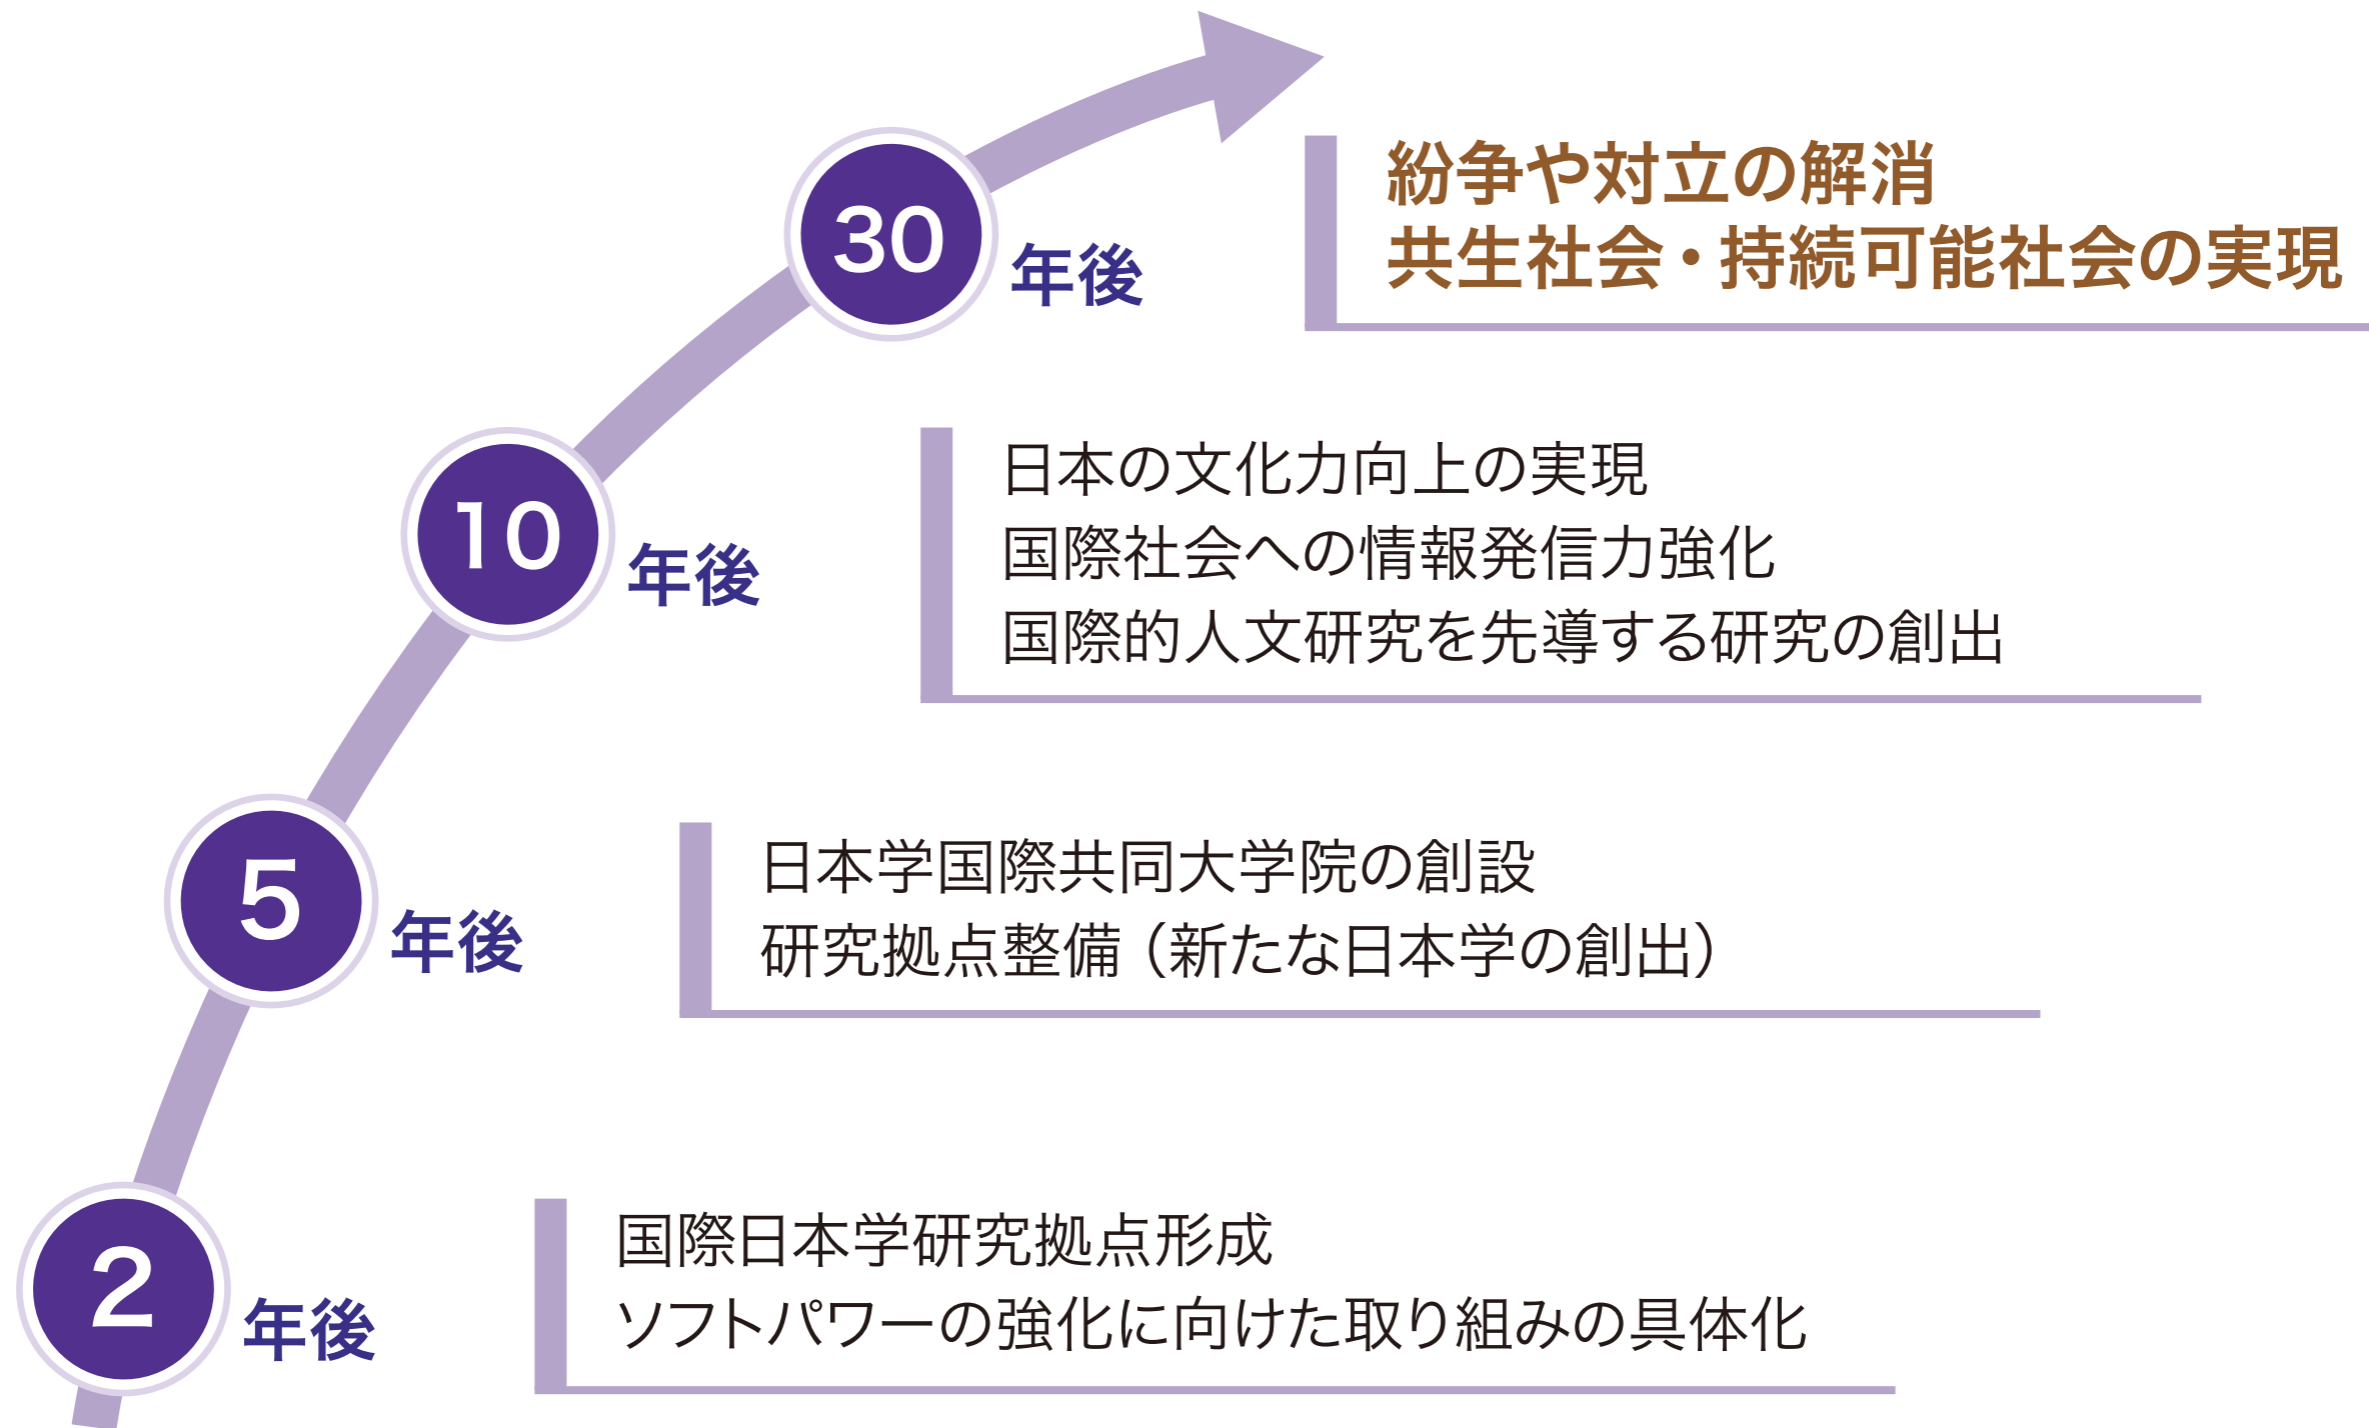 30年後
紛争や対立の解消
共生社会・持続可能社会の実現
10年後
日本の文化力向上の実現
国際社会への情報発信力強化
国際的人文研究を先導する研究の創出
5年後
日本学国際共同大学院の創設
研究拠点整備（新たな日本学の創出）
2年後
国際日本学研究拠点形成
ソフトパワーの強化に向けた取り組みの具体化